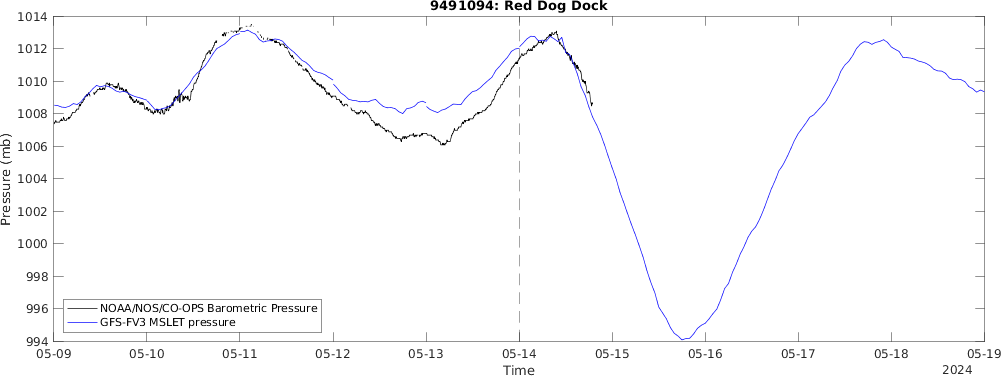 9491094: Red Dog Dock
Pressure (mb)
1014
1012
1010
1008
1006
1004
1002
1000
998
996
994
NOAA/NOS/CO-OPS Barometric Pressure
GFS-FV3 MSLET pressure
05-09 05-10 05-11 05-12 05-13 05-14 05-15 05-16 05-17 05-18 05-19
Time
2024